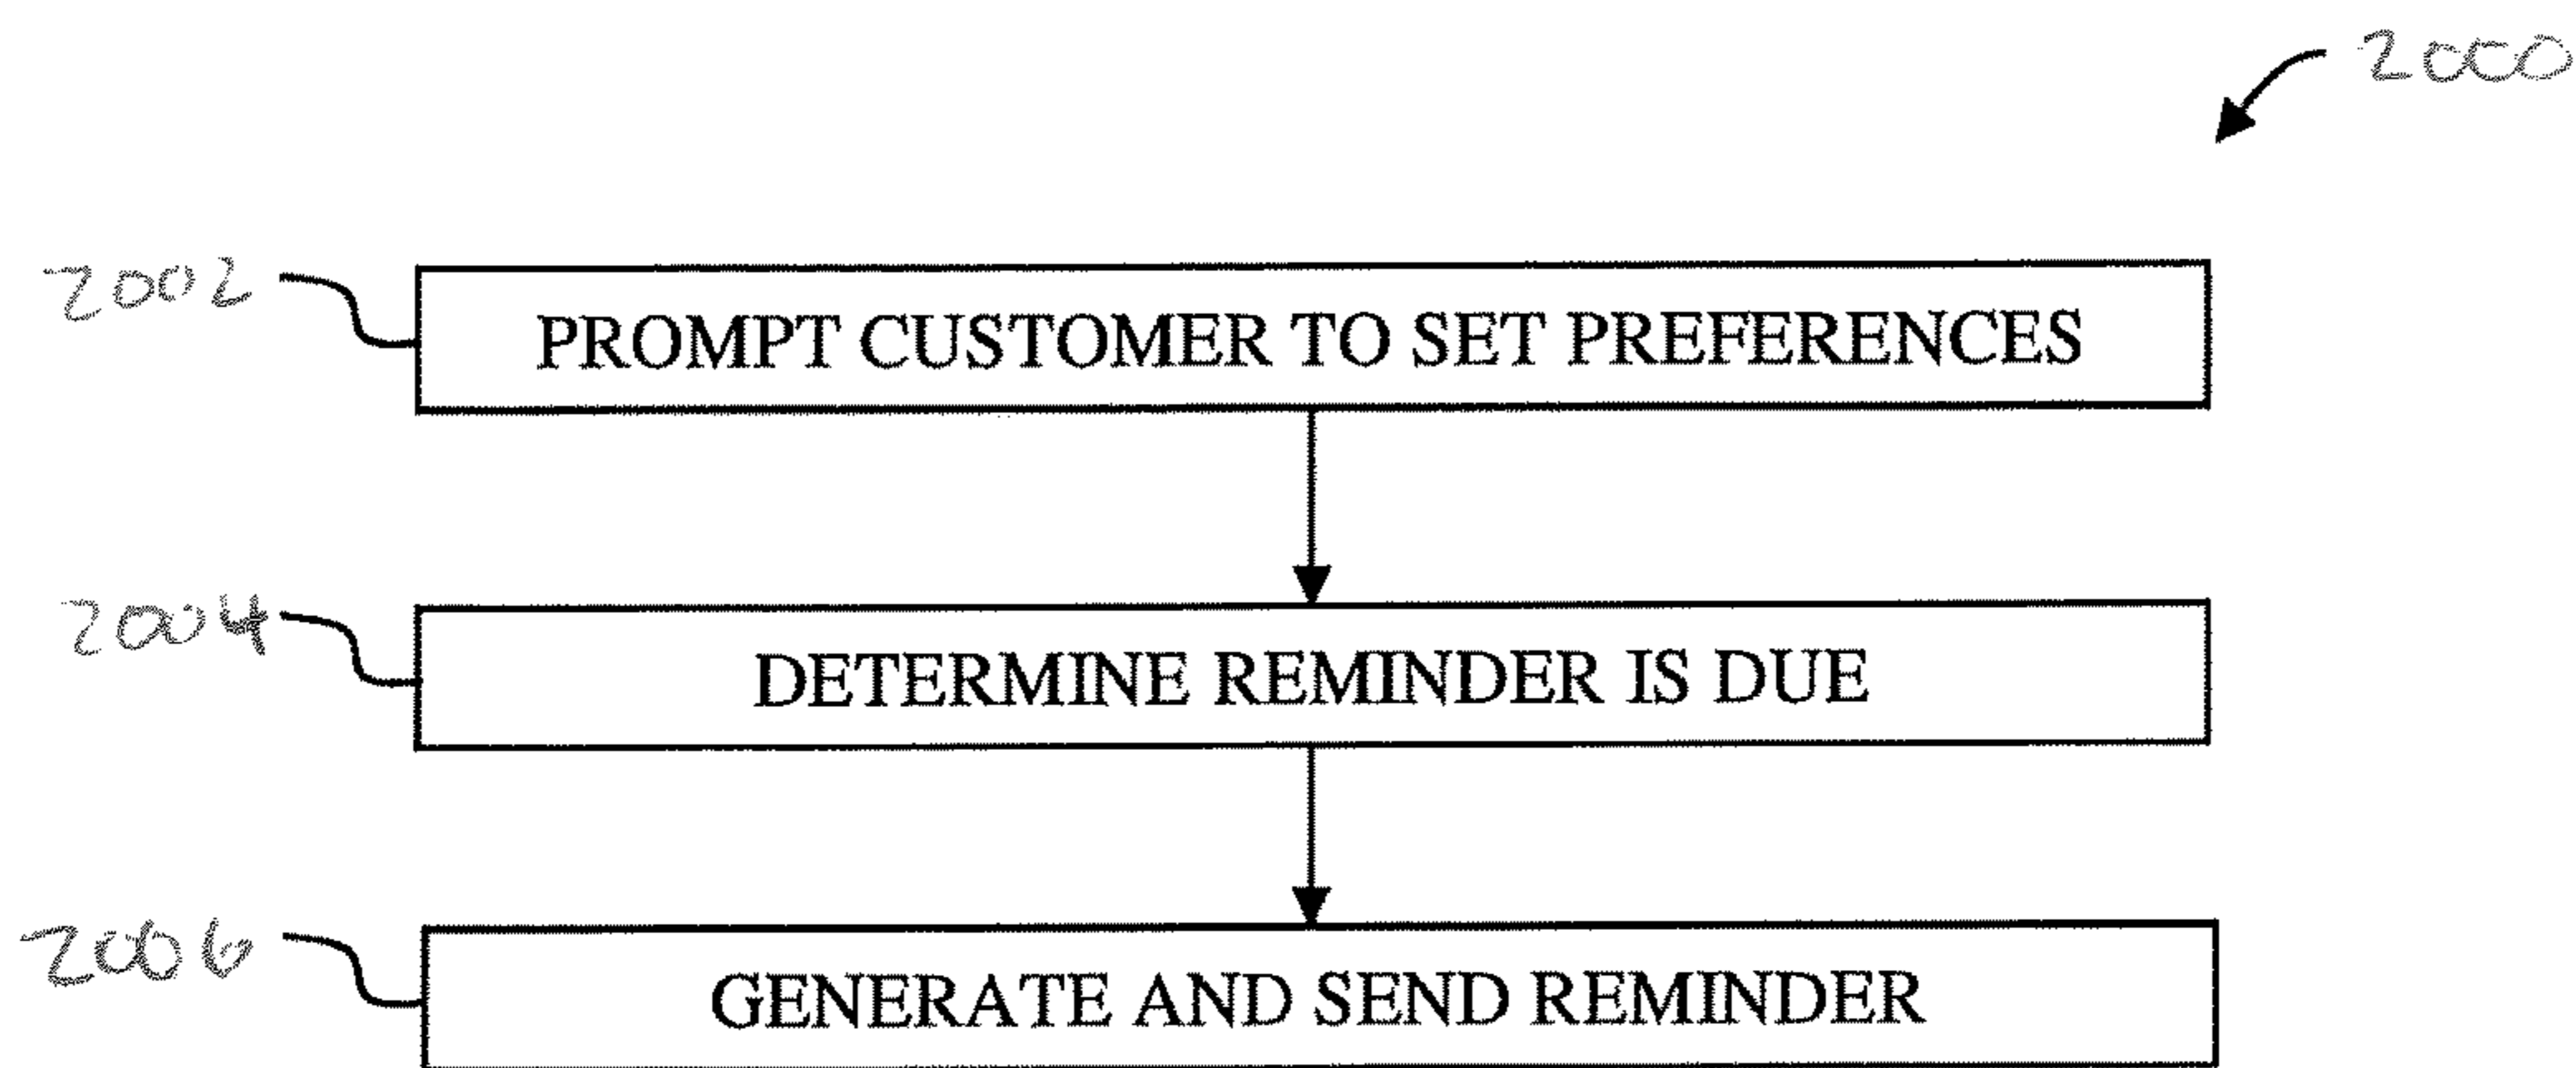 2000
2002
PROMPT CUSTOMER TO SET PREFERENCES
2004
DETERMINE REMINDER IS DUE
2006
GENERATE AND SEND REMINDER